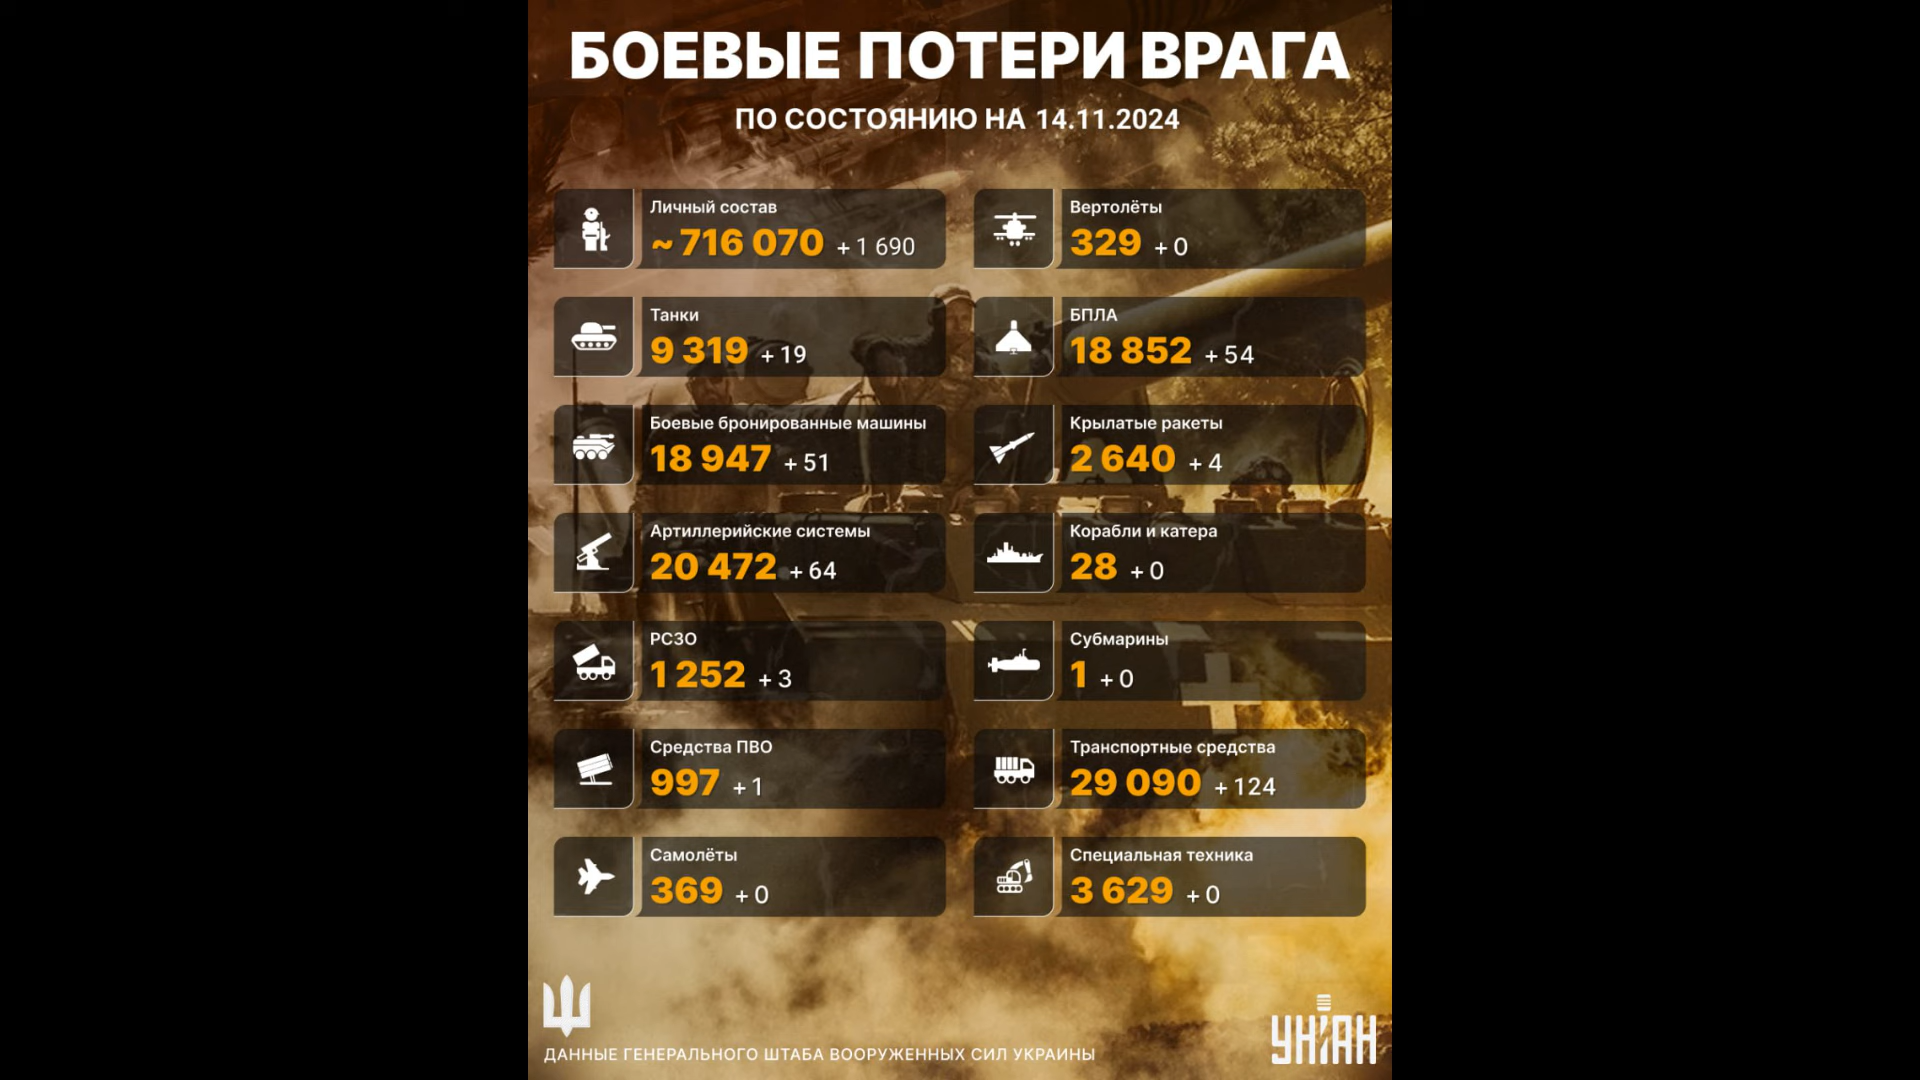 БОЕВЫЕ ПОТЕРИ ВРАГА
ПО СОСТОЯНИЮ НА 14.11.2024
Личный состав
~ 716 070 + 1 690
Танки
9 319 + 19
Боевые бронированные машины
18 947 + 51
Артиллерийские системы
20 472 + 64
РСЗО
1 252 + 3
Средства ПВО
997 + 1
Самолёты
369 + 0
Вертолёты
329 + 0
БПЛА
18 852 + 54
Крылатые ракеты
2 640 + 4
Корабли и катера
28 + 0
Субмарины
1 + 0
Транспортные средства
29 090 + 124
Специальная техника
3 629 + 0
ДАННЫЕ ГЕНЕРАЛЬНОГО ШТАБА ВООРУЖЕННЫХ СИЛ УКРАИНЫ
УНІАН